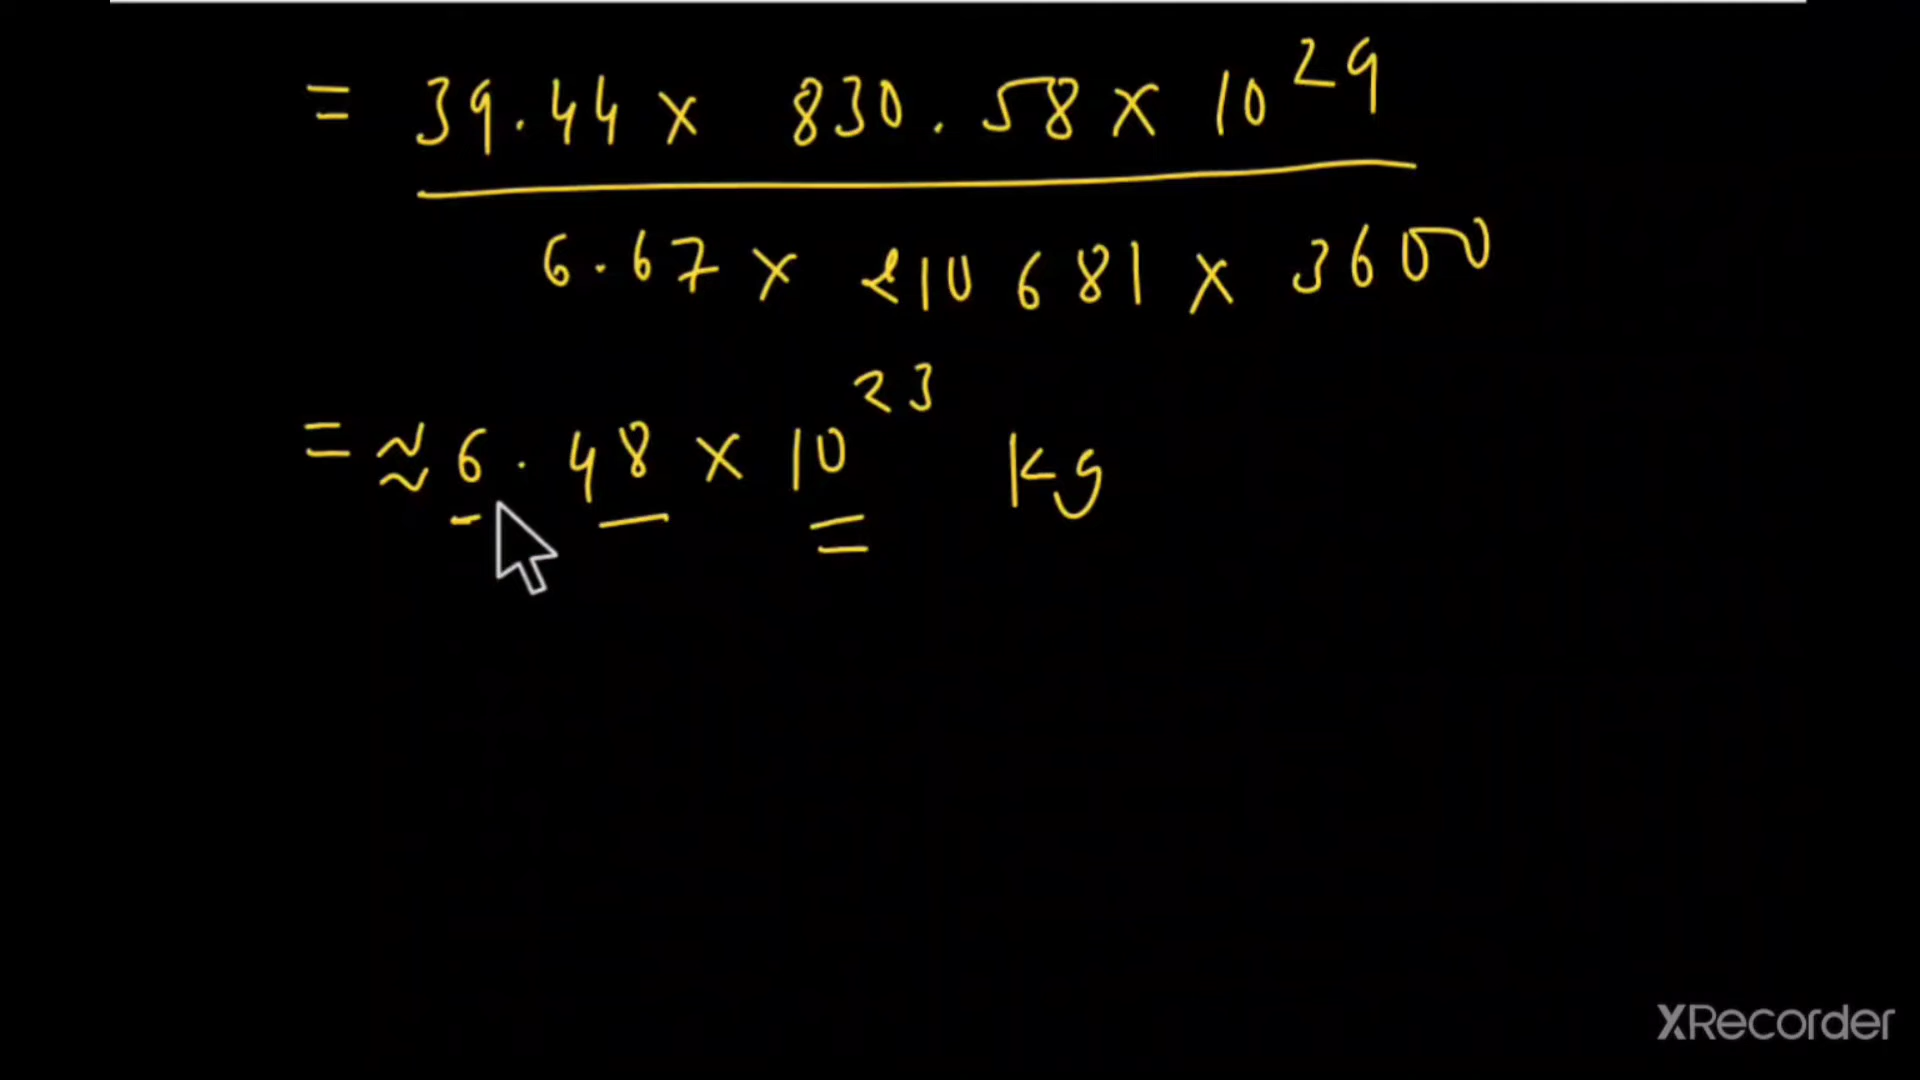 = 39.44 x 830.58 x 10^29
6.67 x 210681 x 3600
= ≈ 6.48 x 10^23 kg
XRecorder